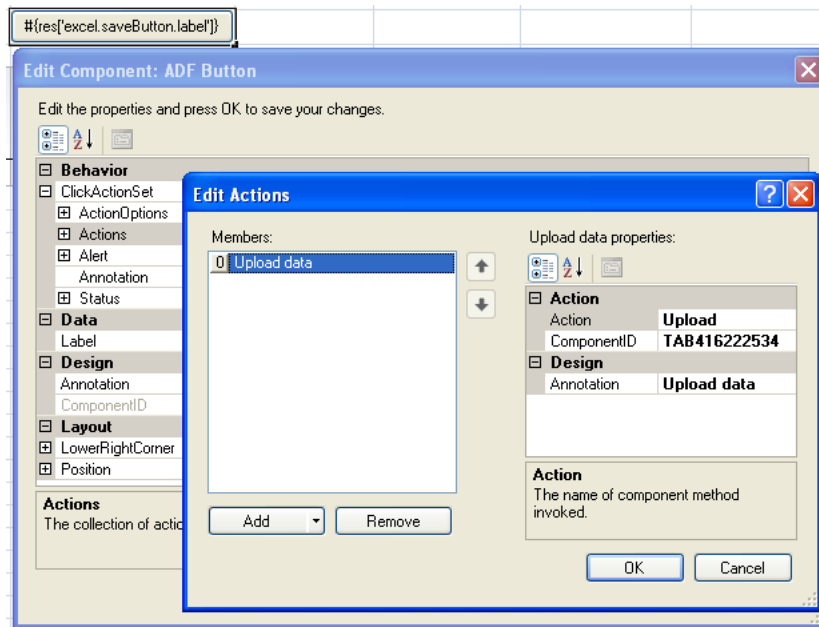 #{res['excel.saveButton.label']}
Edit Component: ADF Button
Edit the properties and press OK to save your changes.
Behavior
ClickActionSet
ActionOptions
Actions
Alert
Annotation
Status
Data
Label
Design
Annotation
ComponentID
Layout
LowerRightCorner
Position
Actions
The collection of actio
Edit Actions
Members:
0 Upload data
Add
Remove
Upload data properties:
Action
Action Upload
ComponentID TAB416222534
Design
Annotation Upload data
Action
The name of component method
invoked.
OK
Cancel